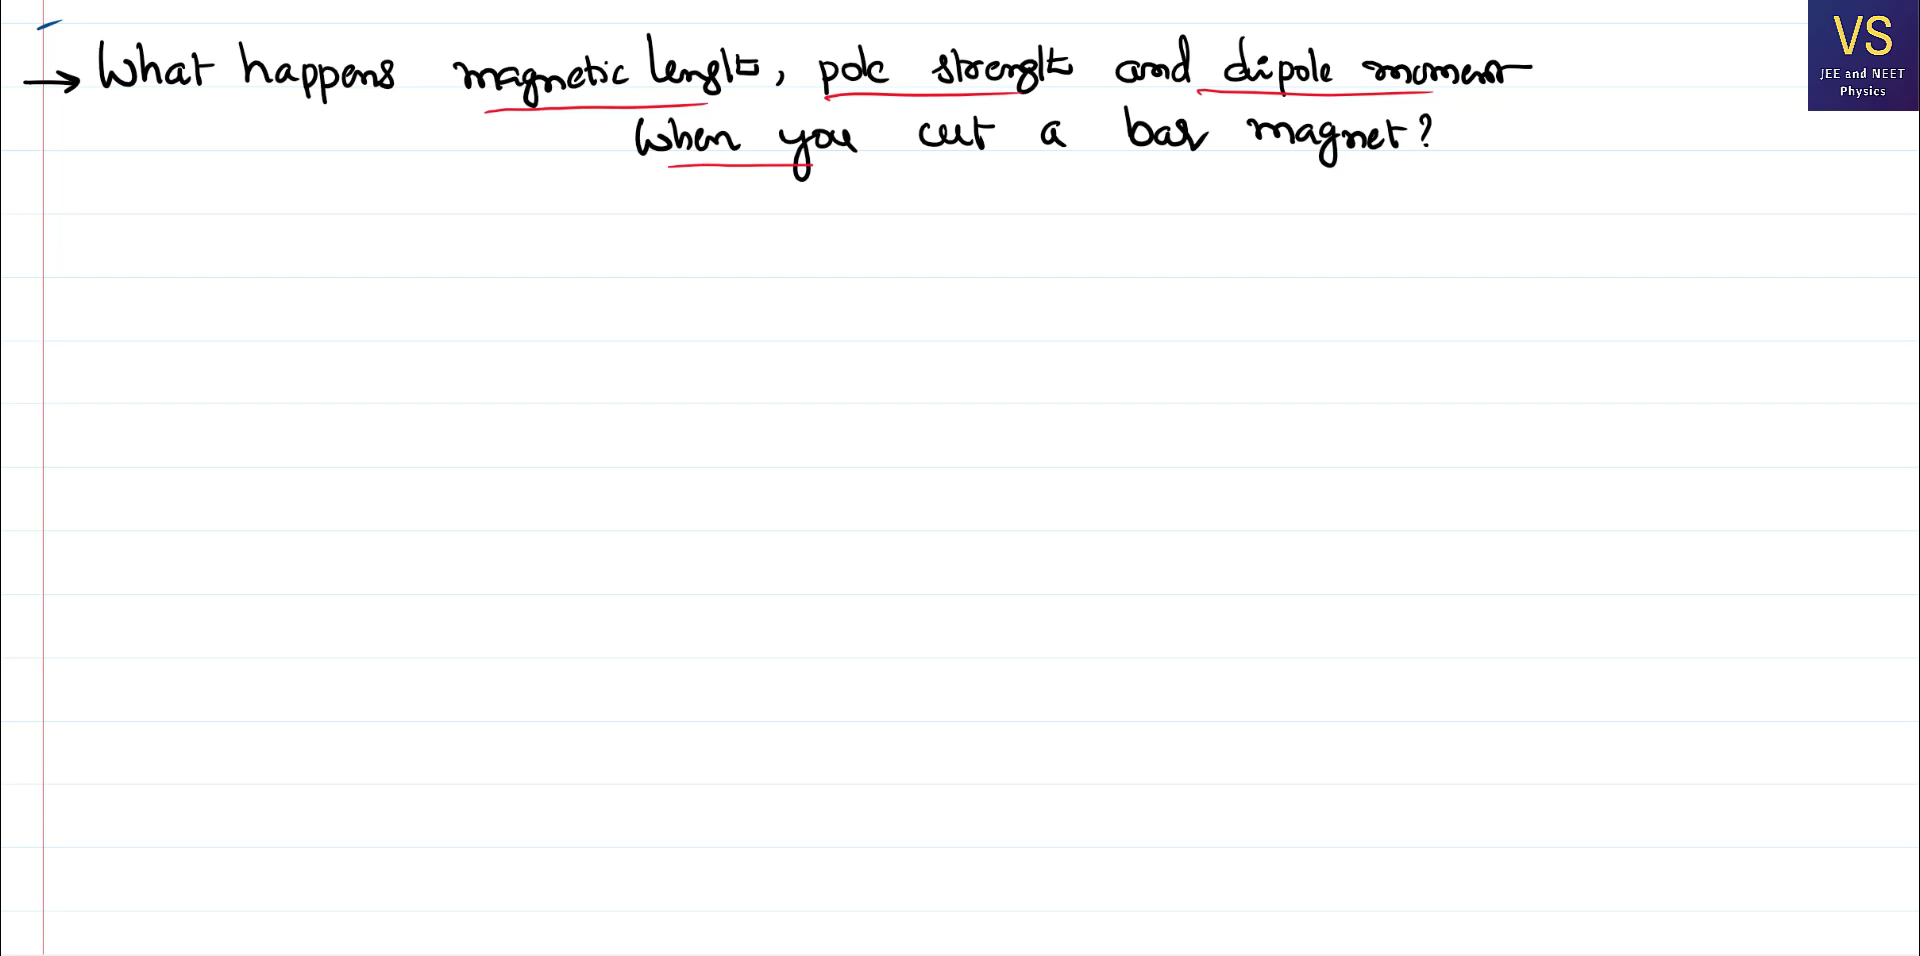 → What happens magnetic length, pole strength and dipole moment
when you cut a bar magnet?
VS
JEE and NEET
Physics